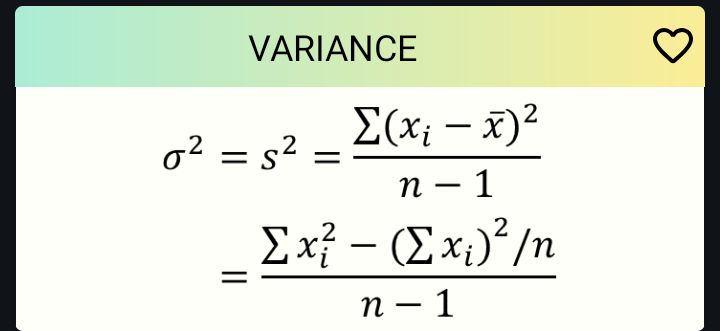 VARIANCE
σ² = s² = ∑(xᵢ − x̄)² / n − 1
= ∑ xᵢ² − (∑ xᵢ)²/n / n − 1